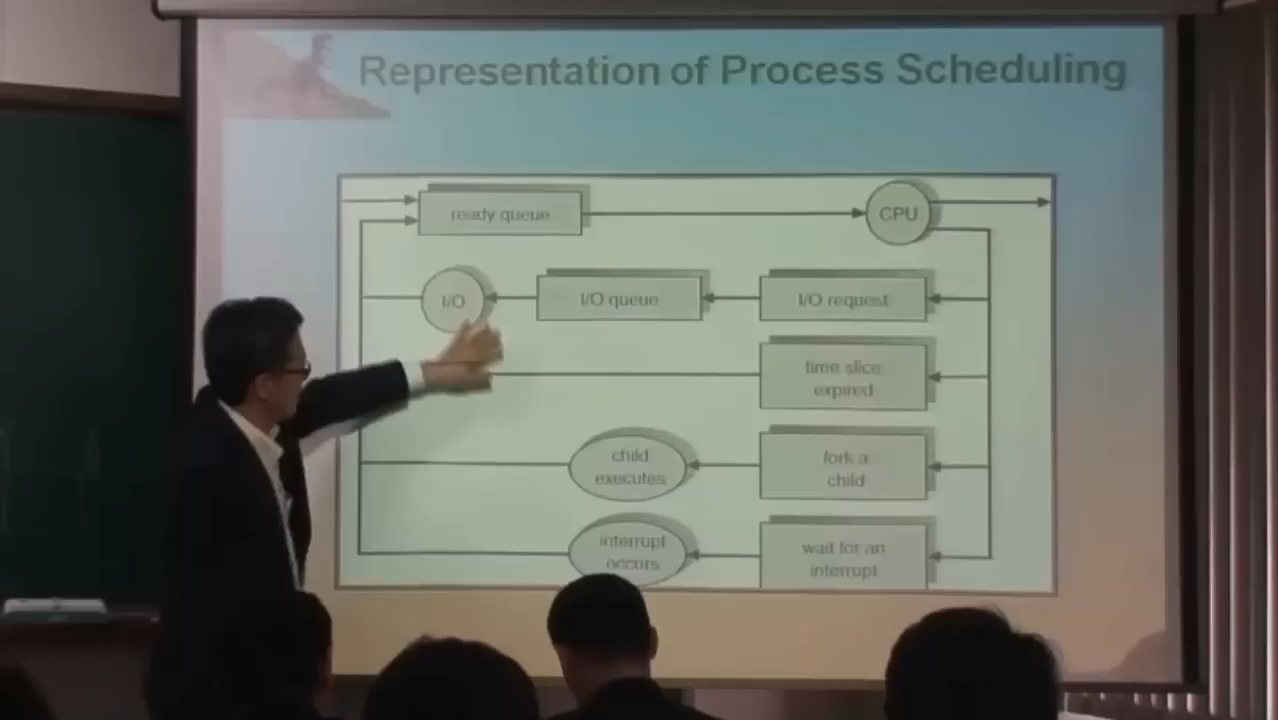 Representation of Process Scheduling
ready queue
CPU
I/O
I/O queue
I/O request
time slice
expired
child
executes
fork a
child
interrupt
occurs
wait for an
interrupt